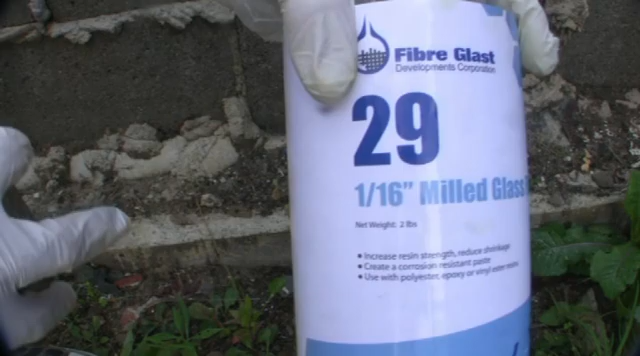 Fibre Glast
Developments Corporation
29
1/16" Milled Glass
Net Weight: 2 lbs
• Increase resin strength, reduce shrinkage
• Create a corrosion resistant paste
• Use with polyester, epoxy or vinyl ester resins